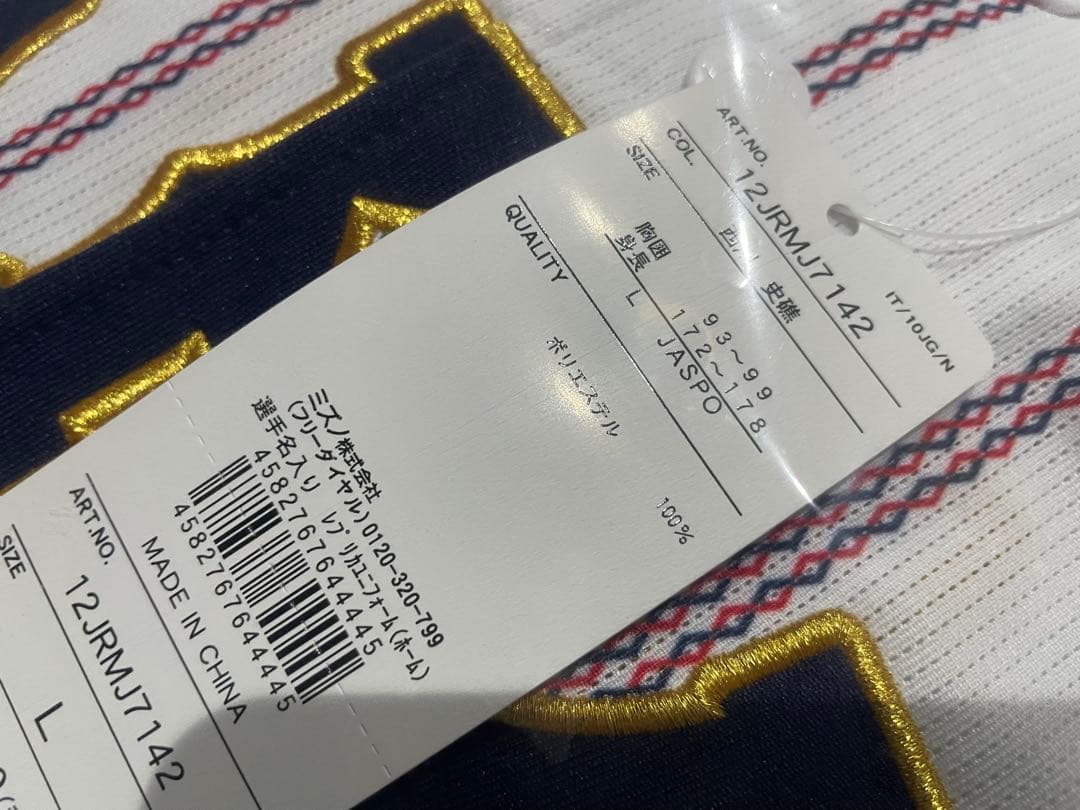 IT/10JG/N
ART.NO. 12JRMJ7142
COL. 史礁
SIZE 胸囲 93～99
身長 172～178
L JASPO
QUALITY
ポリエステル 100%
ミズノ株式会社
(フリーダイヤル)0120-320-799
選手名入り レプリカユニフォーム(ホーム)
4582767644445
4582767644445
MADE IN CHINA
ART.NO. 12JRMJ7142
SIZE L